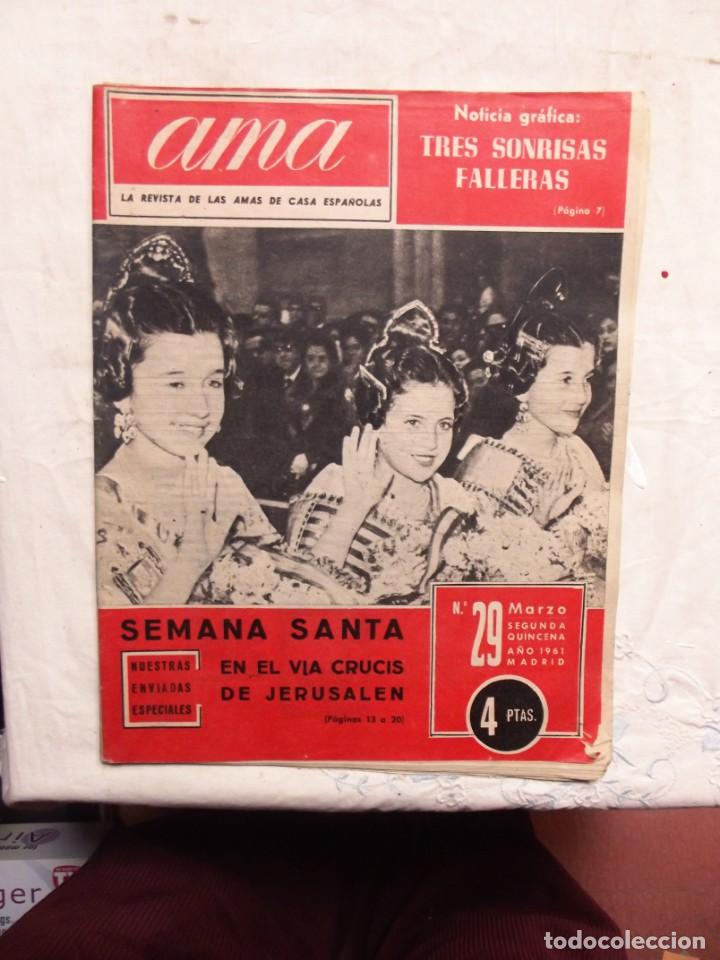 ama
LA REVISTA DE LAS AMAS DE CASA ESPAÑOLAS
Noticia gráfica:
TRES SONRISAS
FALLERAS
(Página 7)
SEMANA SANTA
NUESTRAS
ENVIADAS
ESPECIALES
EN EL VIA CRUCIS
DE JERUSALEN
(Páginas 13 a 20)
N.º 29
Marzo
SEGUNDA
QUINCENA
AÑO 1961
MADRID
4 PTAS.
ger
gs.
todocoleccion